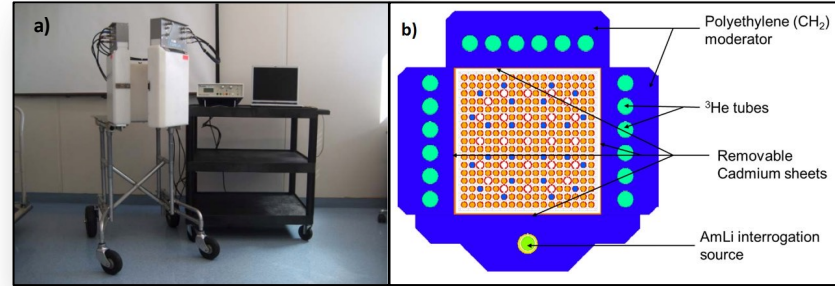 a)
b)
Polyethylene (CH₂)
moderator
³He tubes
Removable
Cadmium sheets
AmLi interrogation
source